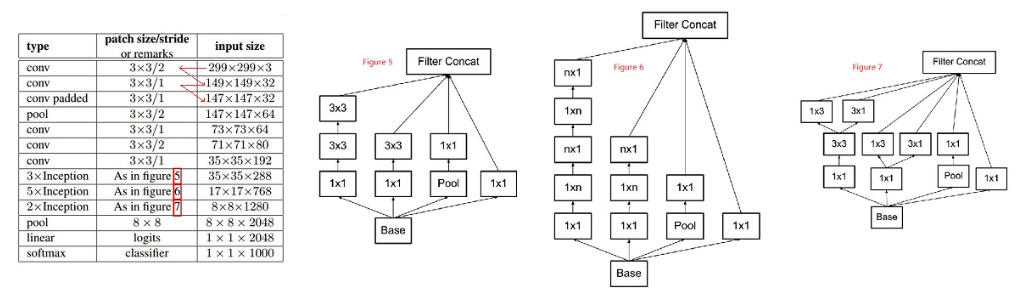 type patch size/stride or remarks input size
conv 3×3/2 299×299×3
conv 3×3/1 149×149×32
conv padded 3×3/1 147×147×32
pool 3×3/2 147×147×64
conv 3×3/1 73×73×64
conv 3×3/2 71×71×80
conv 3×3/1 35×35×192
3×Inception As in figure 5 35×35×288
5×Inception As in figure 6 17×17×768
2×Inception As in figure 7 8×8×1280
pool 8 × 8 8 × 8 × 2048
linear logits 1 × 1 × 2048
softmax classifier 1 × 1 × 1000
Figure 5
Filter Concat
3x3
3x3 3x3 1x1
1x1 1x1 Pool 1x1
Base
Filter Concat
Figure 6
nx1
1xn
nx1 nx1
1xn 1xn 1x1
1x1 1x1 Pool 1x1
Base
Figure 7
Filter Concat
1x3 3x1
3x3 1x3 3x1 1x1
1x1 1x1 Pool 1x1
Base